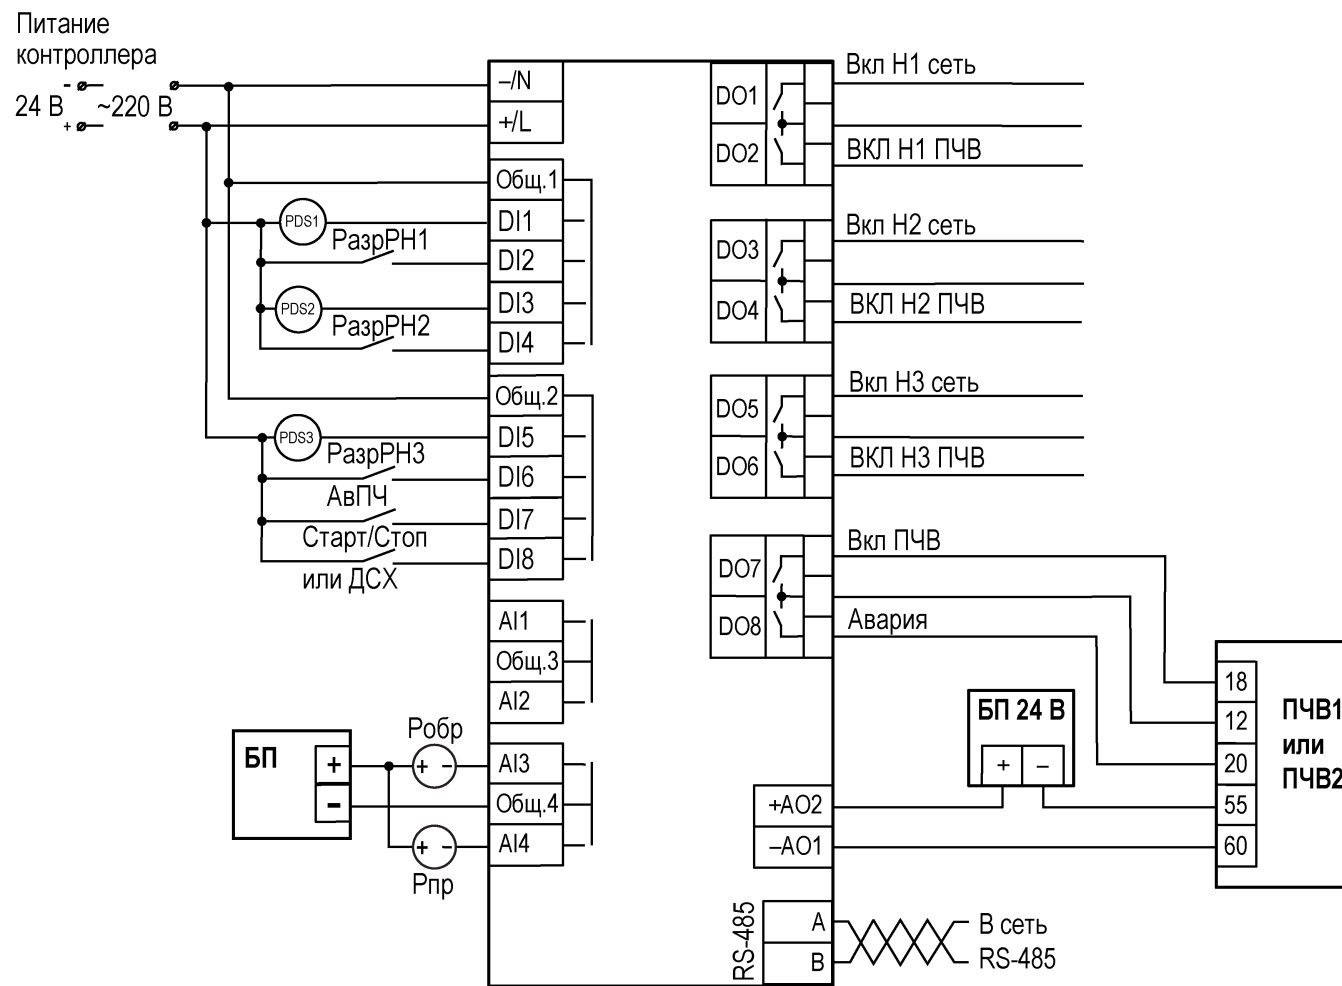 Питание
контроллера
-
24 В
+
~220 В
–/N
+/L
Общ.1
PDS1
DI1
РазрРН1
DI2
PDS2
DI3
РазрРН2
DI4
Общ.2
PDS3
DI5
РазрРН3
DI6
АвПЧ
DI7
Старт/Стоп
DI8
или ДСХ
AI1
Общ.3
AI2
Pобр
БП
+
-
+ -
AI3
Общ.4
+ -
AI4
Pпр
DO1
Вкл Н1 сеть
DO2
ВКЛ Н1 ПЧВ
DO3
Вкл Н2 сеть
DO4
ВКЛ Н2 ПЧВ
DO5
Вкл Н3 сеть
DO6
ВКЛ Н3 ПЧВ
DO7
Вкл ПЧВ
DO8
Авария
БП 24 В
+ –
+AO2
–AO1
18
12
20
55
60
ПЧВ1
или
ПЧВ2
RS-485
A
B
В сеть
RS-485